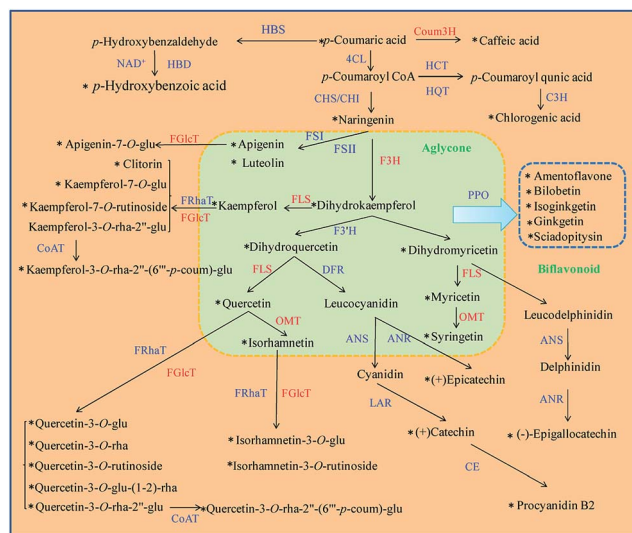 HBS
Coum3H
p-Hydroxybenzaldehyde
*p-Coumaric acid
*Caffeic acid
NAD+
HBD
4CL
HCT
*p-Hydroxybenzoic acid
p-Coumaroyl CoA
p-Coumaroyl qunic acid
HQT
CHS/CHI
C3H
*Naringenin
*Chlorogenic acid
FSI
*Apigenin-7-O-glu
FGlcT
*Apigenin
FSII
Aglycone
*Clitorin
*Luteolin
F3H
*Kaempferol-7-O-glu
*Kaempferol-7-O-rutinoside
FRhaT
FGlcT
*Kaempferol
FLS
*Dihydrokaempferol
PPO
*Amentoflavone
*Bilobetin
*Isoginkgetin
*Ginkgetin
*Sciadopitysin
Kaempferol-3-O-rha-2"-glu
F3'H
CoAT
*Dihydroquercetin
*Dihydromyricetin
Biflavonoid
*Kaempferol-3-O-rha-2"-(6'''-p-coum)-glu
FLS
DFR
FLS
*Quercetin
Leucocyanidin
*Myricetin
Leucodelphinidin
OMT
OMT
*Isorhamnetin
ANS
ANR
*Syringetin
ANS
FRhaT
FGlcT
Cyanidin
*(+)Epicatechin
Delphinidin
FRhaT
FGlcT
LAR
ANR
*Quercetin-3-O-glu
*Quercetin-3-O-rha
*Isorhamnetin-3-O-glu
*(+)Catechin
*(-)-Epigallocatechin
*Quercetin-3-O-rutinoside
*Isorhamnetin-3-O-rutinoside
CE
*Quercetin-3-O-glu-(1-2)-rha
*Quercetin-3-O-rha-2"-glu
CoAT
*Quercetin-3-O-rha-2"-(6'''-p-coum)-glu
*Procyanidin B2